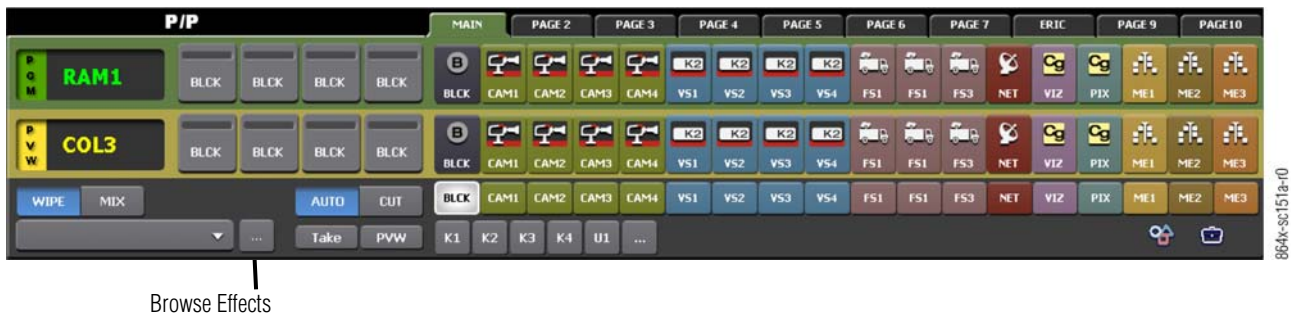 P/P MAIN PAGE 2 PAGE 3 PAGE 4 PAGE 5 PAGE 6 PAGE 7 ERIC PAGE 9 PAGE10
PGM RAM1 BLCK BLCK BLCK BLCK B BLCK CAM1 CAM2 CAM3 CAM4 K2 VS1 K2 VS2 K2 VS3 K2 VS4 FS1 FS1 FS3 NET Cg VIZ Cg PIX ME1 ME2 ME3
PVW COL3 BLCK BLCK BLCK BLCK B BLCK CAM1 CAM2 CAM3 CAM4 K2 VS1 K2 VS2 K2 VS3 K2 VS4 FS1 FS1 FS3 NET Cg VIZ Cg PIX ME1 ME2 ME3
WIPE MIX AUTO CUT BLCK CAM1 CAM2 CAM3 CAM4 VS1 VS2 VS3 VS4 FS1 FS1 FS3 NET VIZ PIX ME1 ME2 ME3
... Take PVW K1 K2 K3 K4 U1 ...
Browse Effects
864x-sc151a-r0